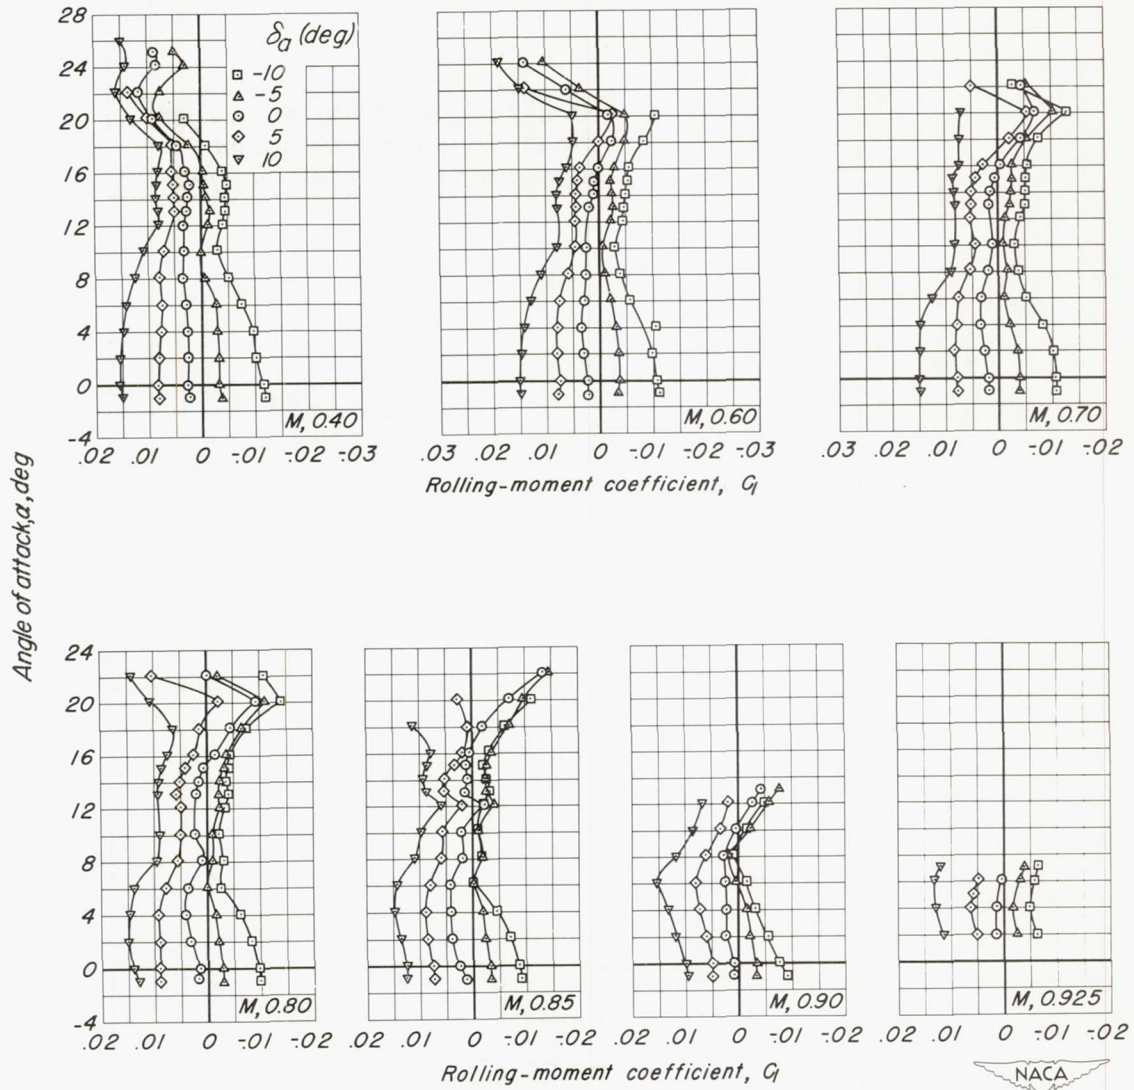 28
24
20
16
12
8
4
0
-4
δa (deg)
-10
-5
0
5
10
M, 0.40
M, 0.60
M, 0.70
.02 .01 0 -.01 -.02 -.03
.03 .02 .01 0 -.01 -.02 -.03
.03 .02 .01 0 -.01 -.02
Rolling-moment coefficient, Cl
Angle of attack, α, deg
24
20
16
12
8
4
0
-4
M, 0.80
M, 0.85
M, 0.90
M, 0.925
.02 .01 0 -.01 -.02
.02 .01 0 -.01 -.02
.02 .01 0 -.01 -.02
.02 .01 0 -.01 -.02
Rolling-moment coefficient, Cl
NACA